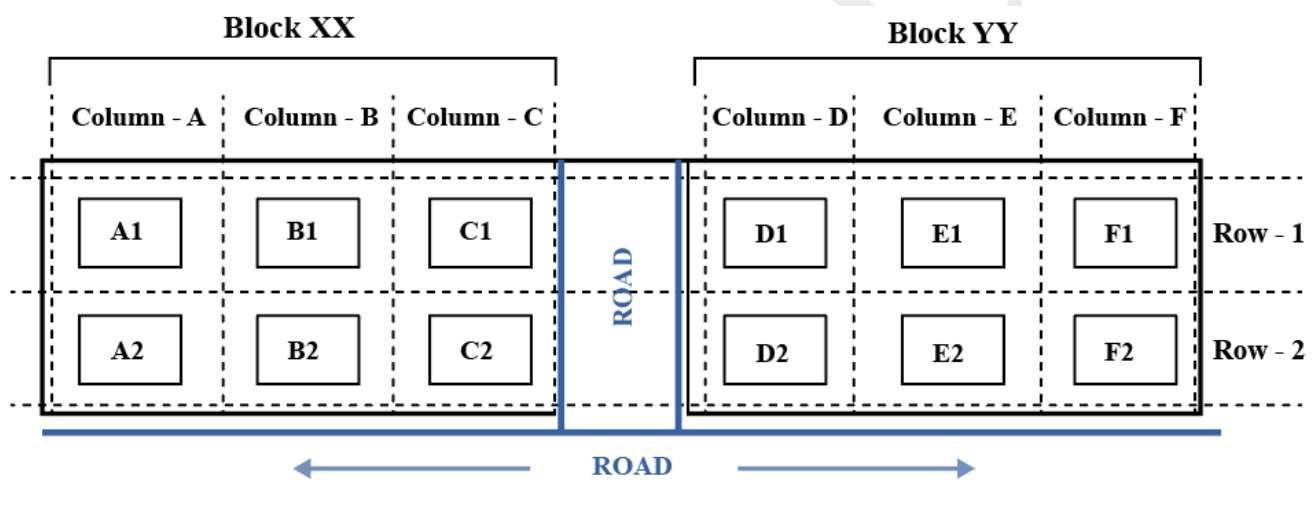 Block XX
Block YY
Column - A
Column - B
Column - C
Column - D
Column - E
Column - F
A1
B1
C1
D1
E1
F1
Row - 1
ROAD
A2
B2
C2
D2
E2
F2
Row - 2
ROAD